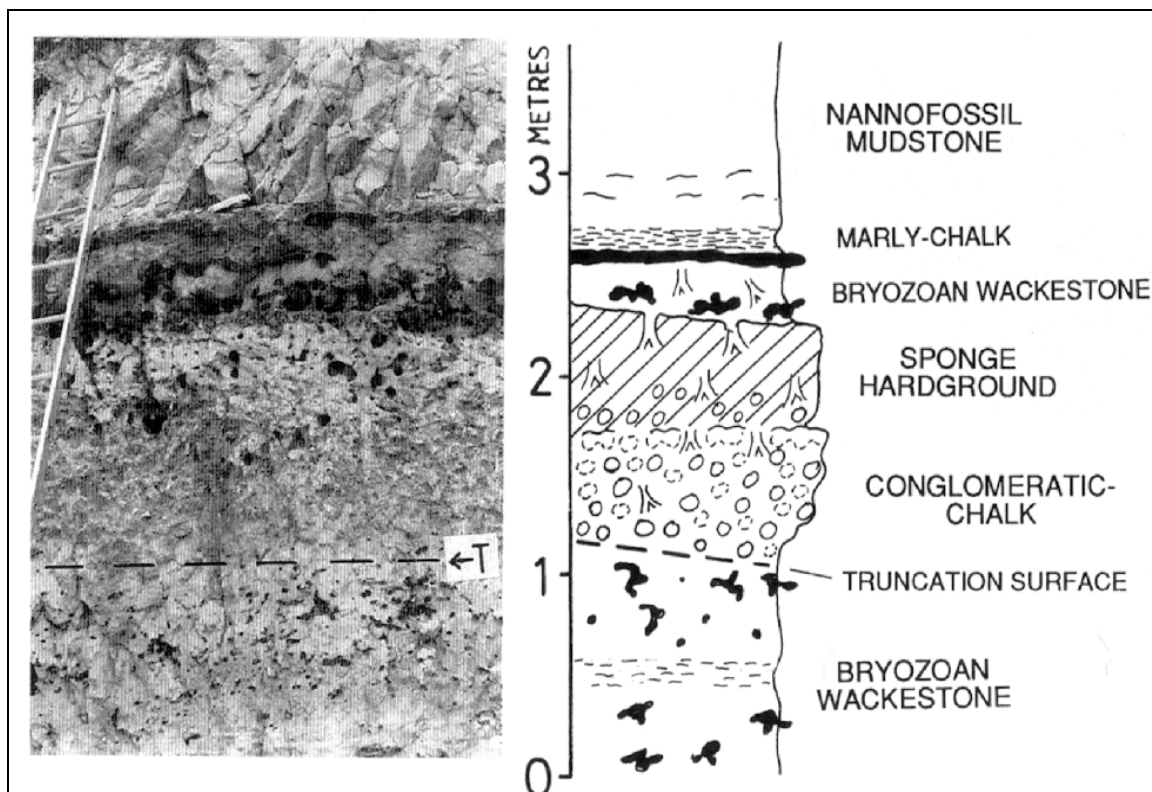 ←T
METRES
3
2
1
0
NANNOFOSSIL
MUDSTONE
MARLY-CHALK
BRYOZOAN WACKESTONE
SPONGE
HARDGROUND
CONGLOMERATIC-
CHALK
TRUNCATION SURFACE
BRYOZOAN
WACKESTONE